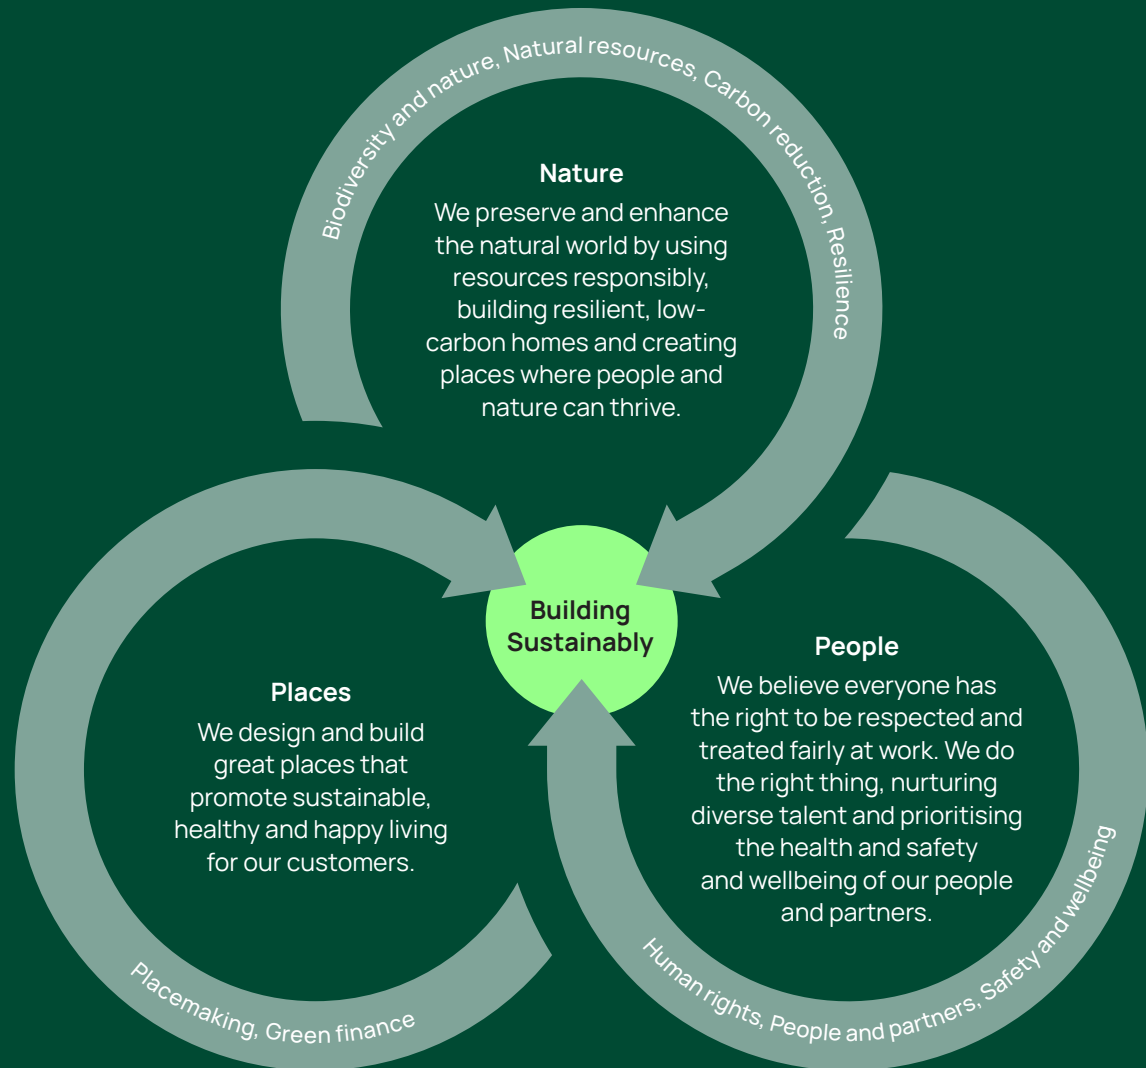 Biodiversity and nature, Natural resources, Carbon reduction, Resilience
Nature
We preserve and enhance
the natural world by using
resources responsibly,
building resilient, low-
carbon homes and creating
places where people and
nature can thrive.
Building
Sustainably
Places
We design and build
great places that
promote sustainable,
healthy and happy living
for our customers.
Placemaking, Green finance
People
We believe everyone has
the right to be respected and
treated fairly at work. We do
the right thing, nurturing
diverse talent and prioritising
the health and safety
and wellbeing of our people
and partners.
Human rights, People and partners, Safety and wellbeing